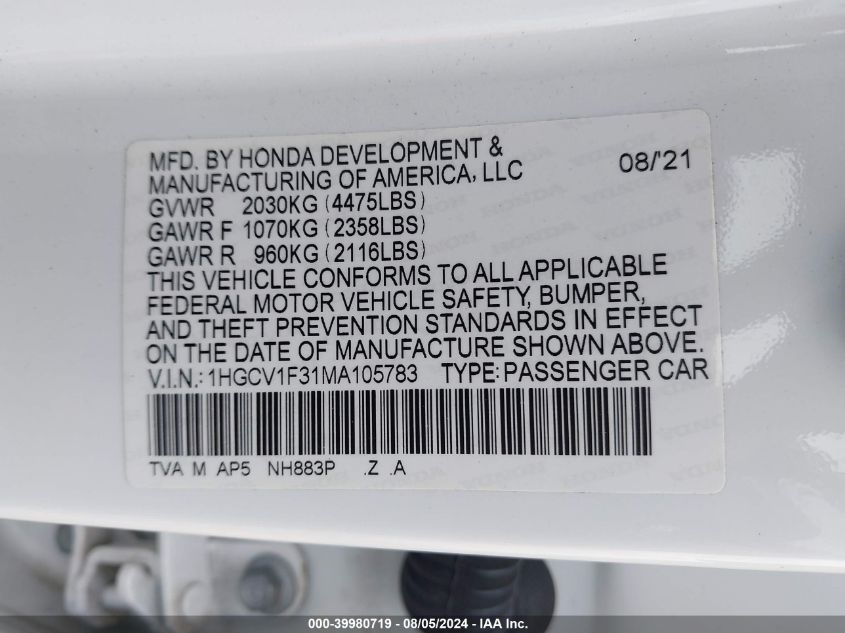 MFD. BY HONDA DEVELOPMENT &
MANUFACTURING OF AMERICA, LLC 08/'21
GVWR 2030KG (4475LBS)
GAWR F 1070KG (2358LBS)
GAWR R 960KG (2116LBS)
THIS VEHICLE CONFORMS TO ALL APPLICABLE
FEDERAL MOTOR VEHICLE SAFETY, BUMPER,
AND THEFT PREVENTION STANDARDS IN EFFECT
ON THE DATE OF MANUFACTURE SHOWN ABOVE.
V.I.N.: 1HGCV1F31MA105783 TYPE: PASSENGER CAR
TVA M AP5 NH883P .Z .A
000-39980719 / 08/05/2024 - IAA Inc.